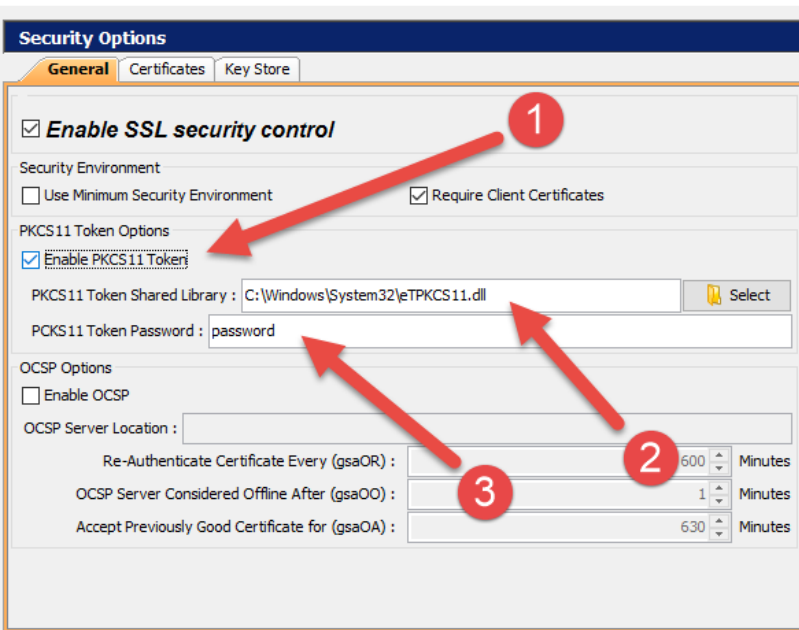 Security Options
General Certificates Key Store
Enable SSL security control
1
Security Environment
Use Minimum Security Environment Require Client Certificates
PKCS11 Token Options
Enable PKCS11 Token
PKCS11 Token Shared Library : C:\Windows\System32\eTPKCS11.dll Select
PCKS11 Token Password : password
OCSP Options
Enable OCSP
OCSP Server Location :
Re-Authenticate Certificate Every (gsaOR) : 2 600 Minutes
OCSP Server Considered Offline After (gsaOO) : 3 1 Minutes
Accept Previously Good Certificate for (gsaOA) : 630 Minutes